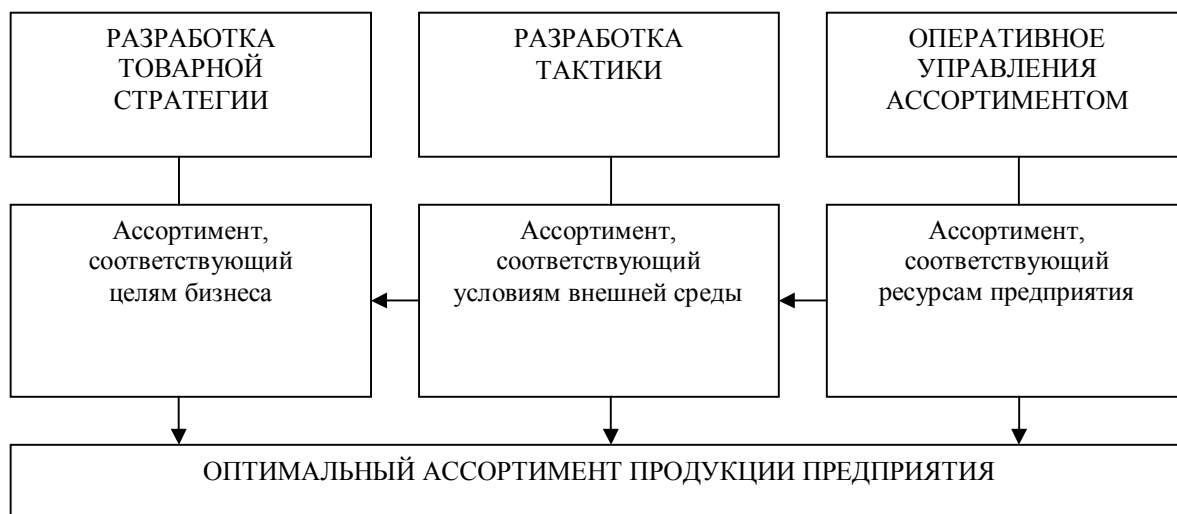 РАЗРАБОТКА
ТОВАРНОЙ
СТРАТЕГИИ
РАЗРАБОТКА
ТАКТИКИ
ОПЕРАТИВНОЕ
УПРАВЛЕНИЯ
АССОРТИМЕНТОМ
Ассортимент,
соответствующий
целям бизнеса
Ассортимент,
соответствующий
условиям внешней среды
Ассортимент,
соответствующий
ресурсам предприятия
ОПТИМАЛЬНЫЙ АССОРТИМЕНТ ПРОДУКЦИИ ПРЕДПРИЯТИЯ